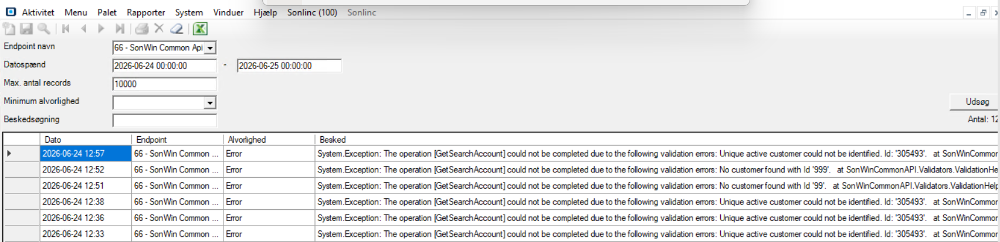 Aktivitet Menu Palet Rapporter System Vinduer Hjælp Sonlinc (100) Sonlinc
Endpoint navn 66 - SonWin Common Api
Datospænd 2026-06-24 00:00:00 - 2026-06-25 00:00:00
Max. antal records 10000
Minimum alvorlighed Udsøg
Beskedsøgning Antal: 12
Dato Endpoint Alvorlighed Besked
2026-06-24 12:57 66 - SonWin Common ... Error System.Exception: The operation [GetSearchAccount] could not be completed due to the following validation errors: Unique active customer could not be identified. Id: '305493'. at SonWinCommon
2026-06-24 12:52 66 - SonWin Common ... Error System.Exception: The operation [GetSearchAccount] could not be completed due to the following validation errors: No customer found with Id '999'. at SonWinCommonAPI.Validators.ValidationHe
2026-06-24 12:51 66 - SonWin Common ... Error System.Exception: The operation [GetSearchAccount] could not be completed due to the following validation errors: No customer found with Id '99'. at SonWinCommonAPI.Validators.ValidationHelp
2026-06-24 12:38 66 - SonWin Common ... Error System.Exception: The operation [GetSearchAccount] could not be completed due to the following validation errors: Unique active customer could not be identified. Id: '305493'. at SonWinCommon
2026-06-24 12:36 66 - SonWin Common ... Error System.Exception: The operation [GetSearchAccount] could not be completed due to the following validation errors: Unique active customer could not be identified. Id: '305493'. at SonWinCommon
2026-06-24 12:33 66 - SonWin Common ... Error System.Exception: The operation [GetSearchAccount] could not be completed due to the following validation errors: Unique active customer could not be identified. Id: '305493'. at SonWinCommon